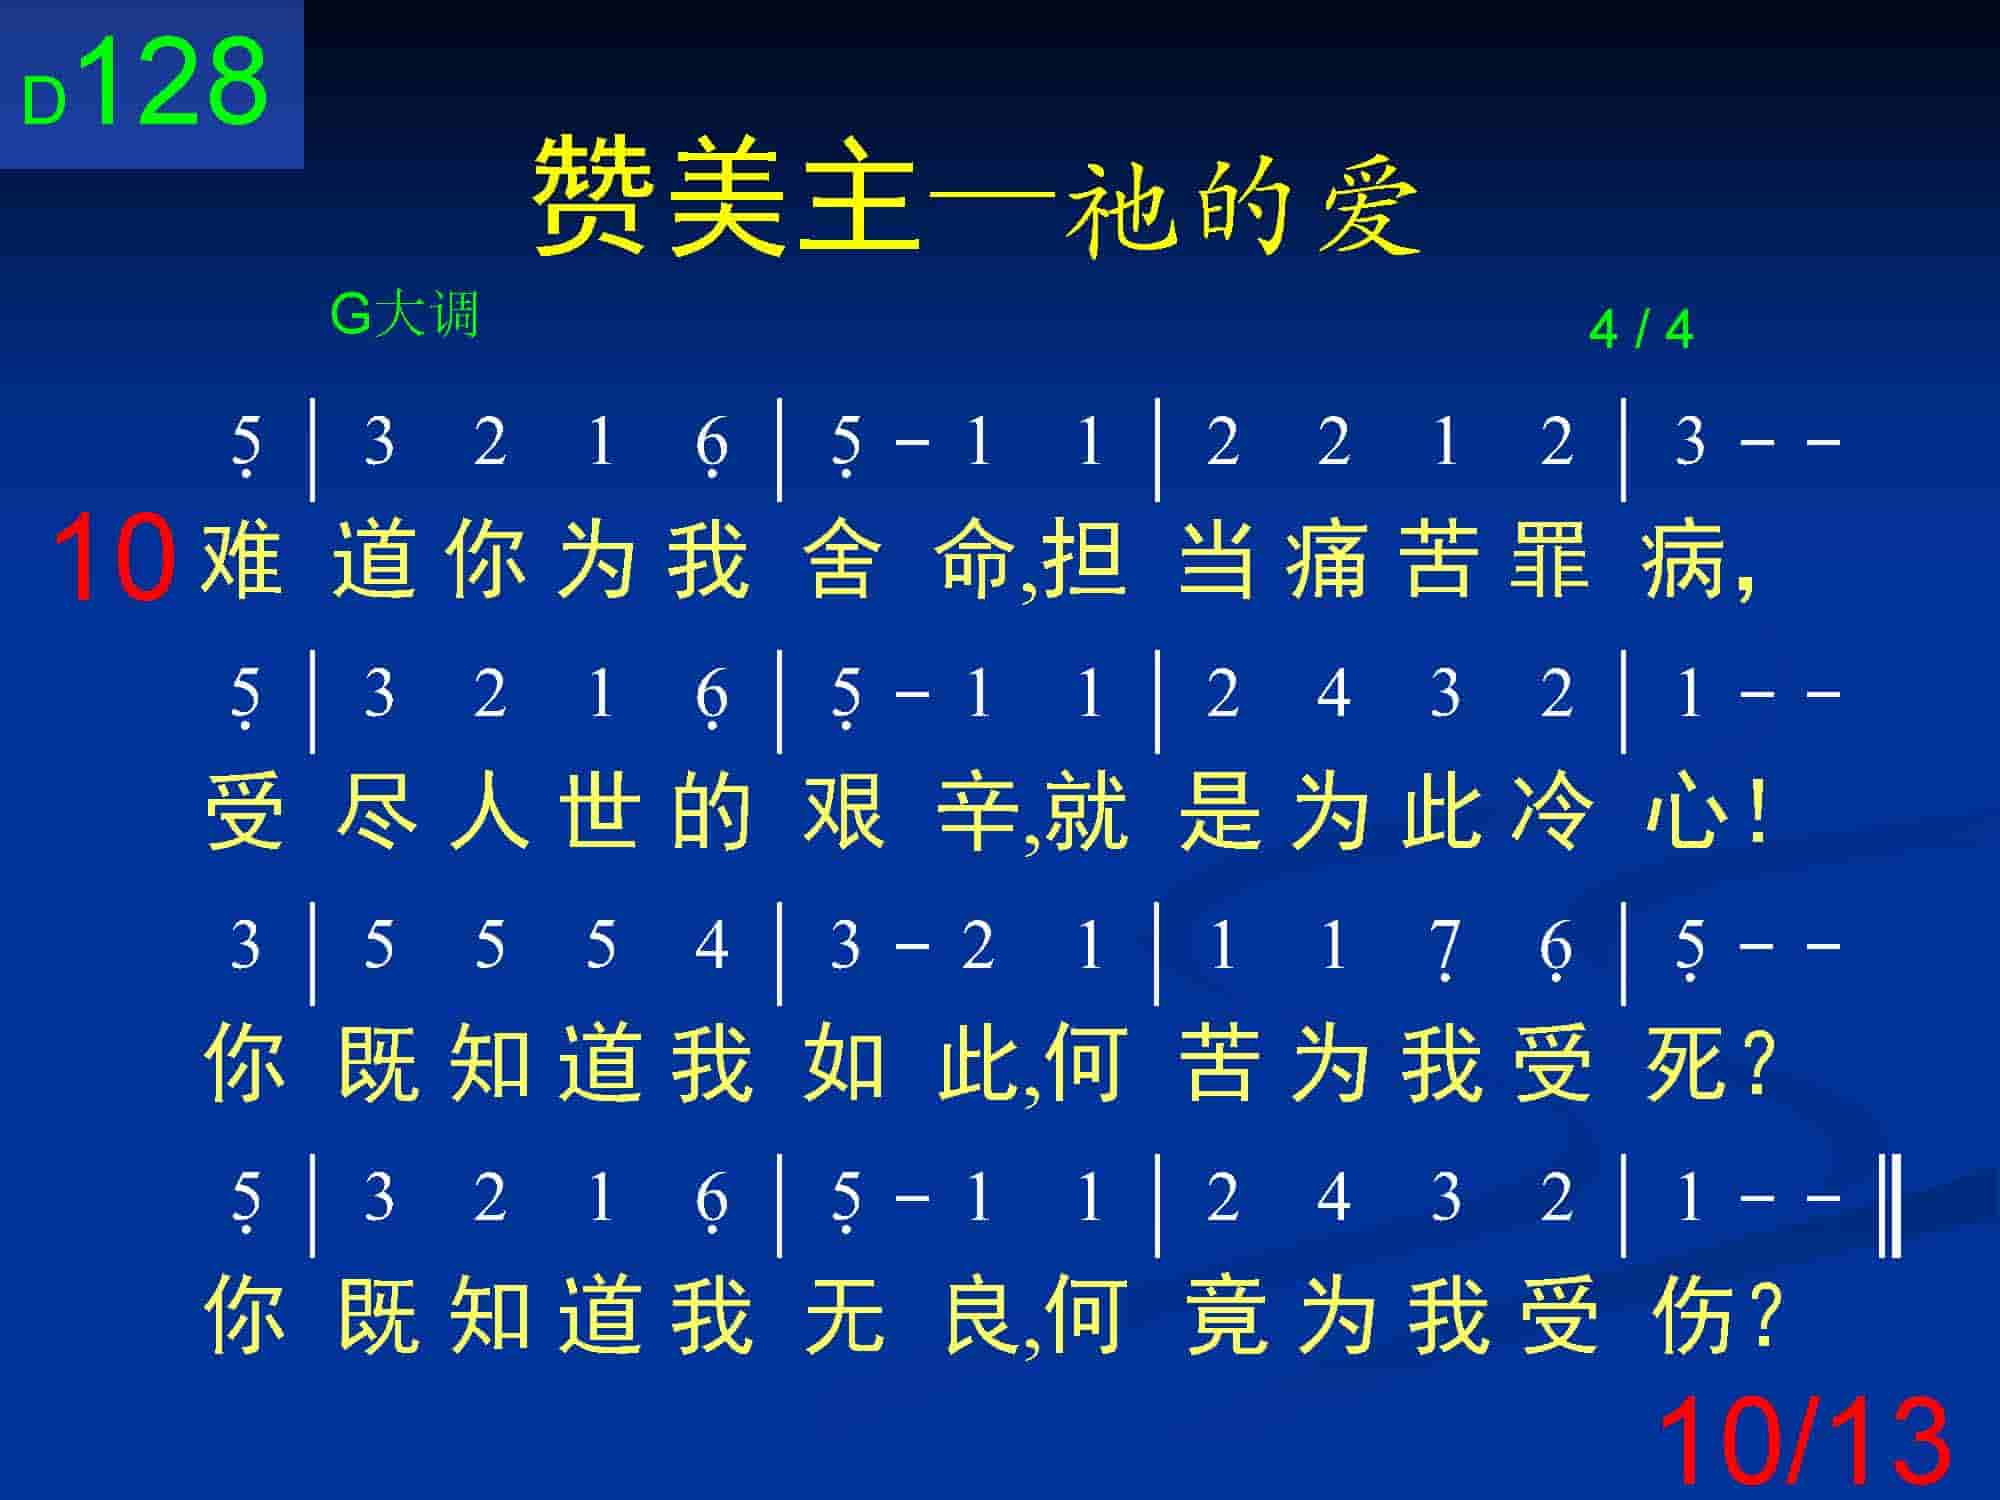 D128
赞美主—祂的爱
G大调 4 / 4
5̣ | 3 2 1 6̣ | 5̣ - 1 1 | 2 2 1 2 | 3 - -
10 难道你为我舍命,担当痛苦罪病,
5̣ | 3 2 1 6̣ | 5̣ - 1 1 | 2 4 3 2 | 1 - -
受尽人世的艰辛,就是为此冷心!
3 | 5 5 5 4 | 3 - 2 1 | 1 1 7̣ 6̣ | 5̣ - -
你既知道我如此,何苦为我受死?
5̣ | 3 2 1 6̣ | 5̣ - 1 1 | 2 4 3 2 | 1 - - ‖
你既知道我无良,何竟为我受伤?
10/13